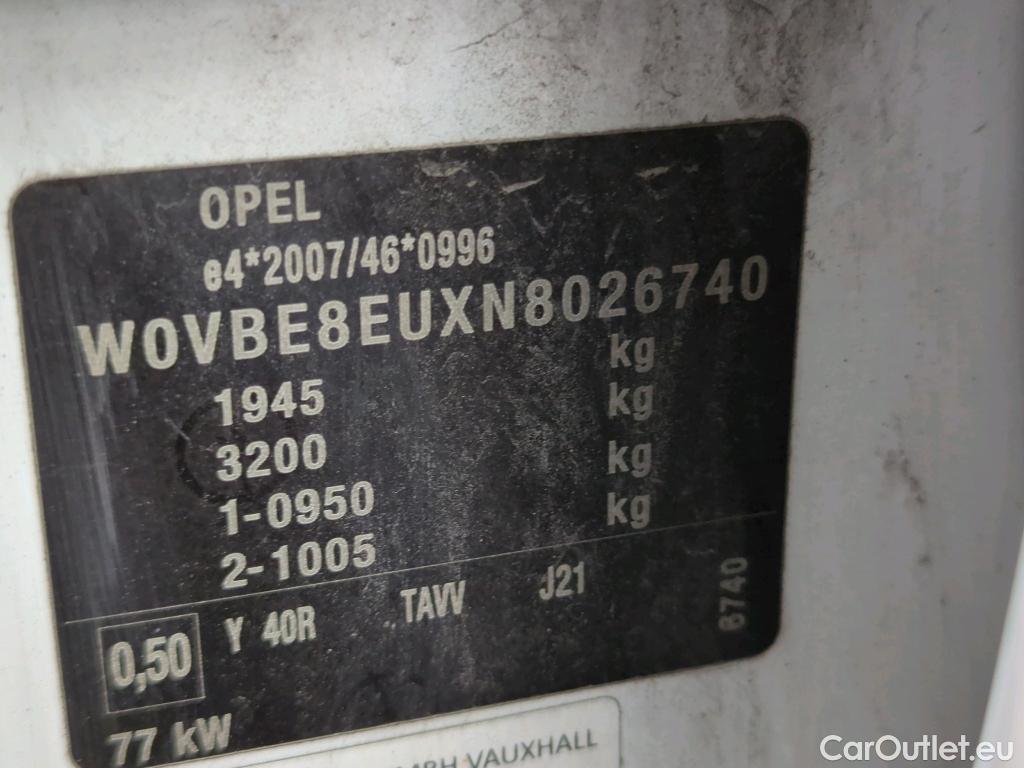 OPEL
e4*2007/46*0996
W0VBE8EUXN8026740
kg
1945 kg
3200 kg
1-0950 kg
2-1005
0,50 Y 40R TAVV J21 6740
77 kW
VAUXHALL
CarOutlet.eu